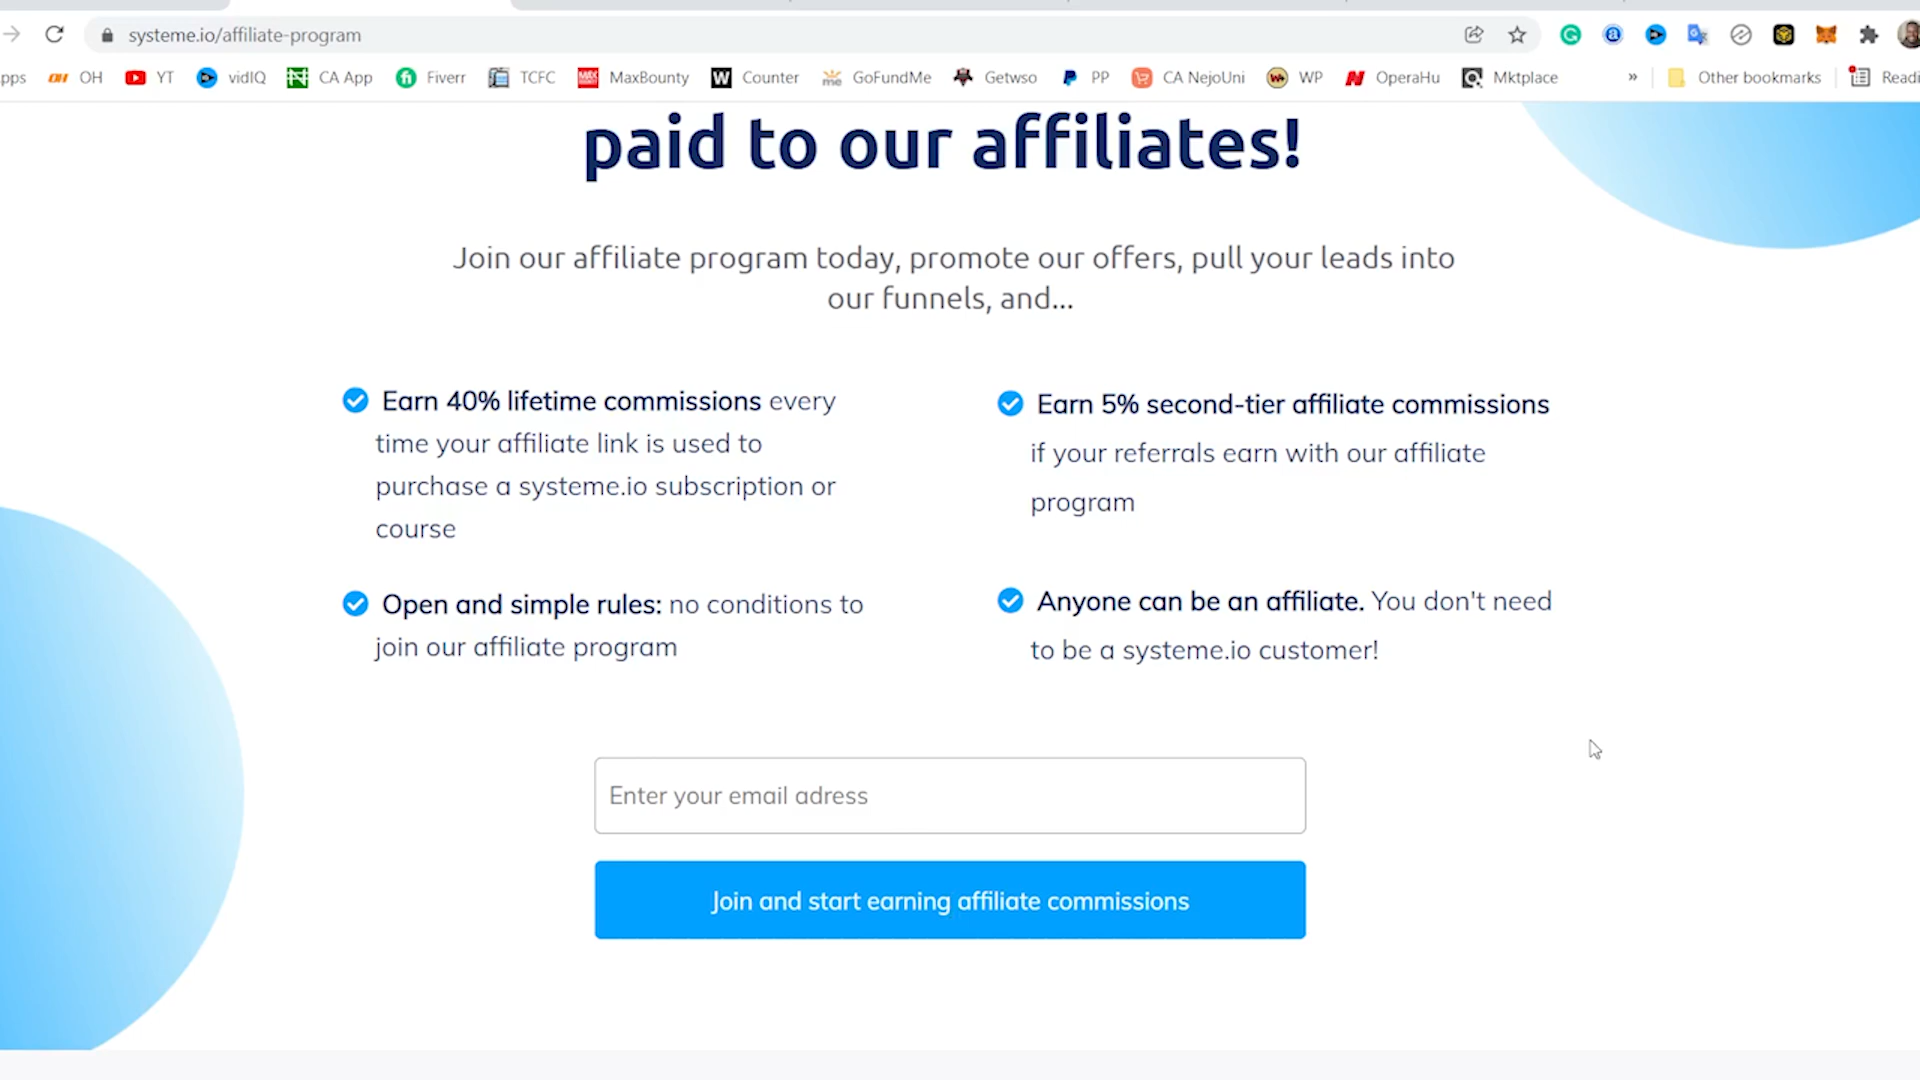 systeme.io/affiliate-program
OH YT vidIQ CA App Fiverr TCFC MaxBounty Counter GoFundMe Getwso PP CA NejoUni WP OperaHu Mktplace » Other bookmarks
paid to our affiliates!
Join our affiliate program today, promote our offers, pull your leads into
our funnels, and...
Earn 40% lifetime commissions every
time your affiliate link is used to
purchase a systeme.io subscription or
course
Earn 5% second-tier affiliate commissions
if your referrals earn with our affiliate
program
Open and simple rules: no conditions to
join our affiliate program
Anyone can be an affiliate. You don't need
to be a systeme.io customer!
Enter your email adress
Join and start earning affiliate commissions